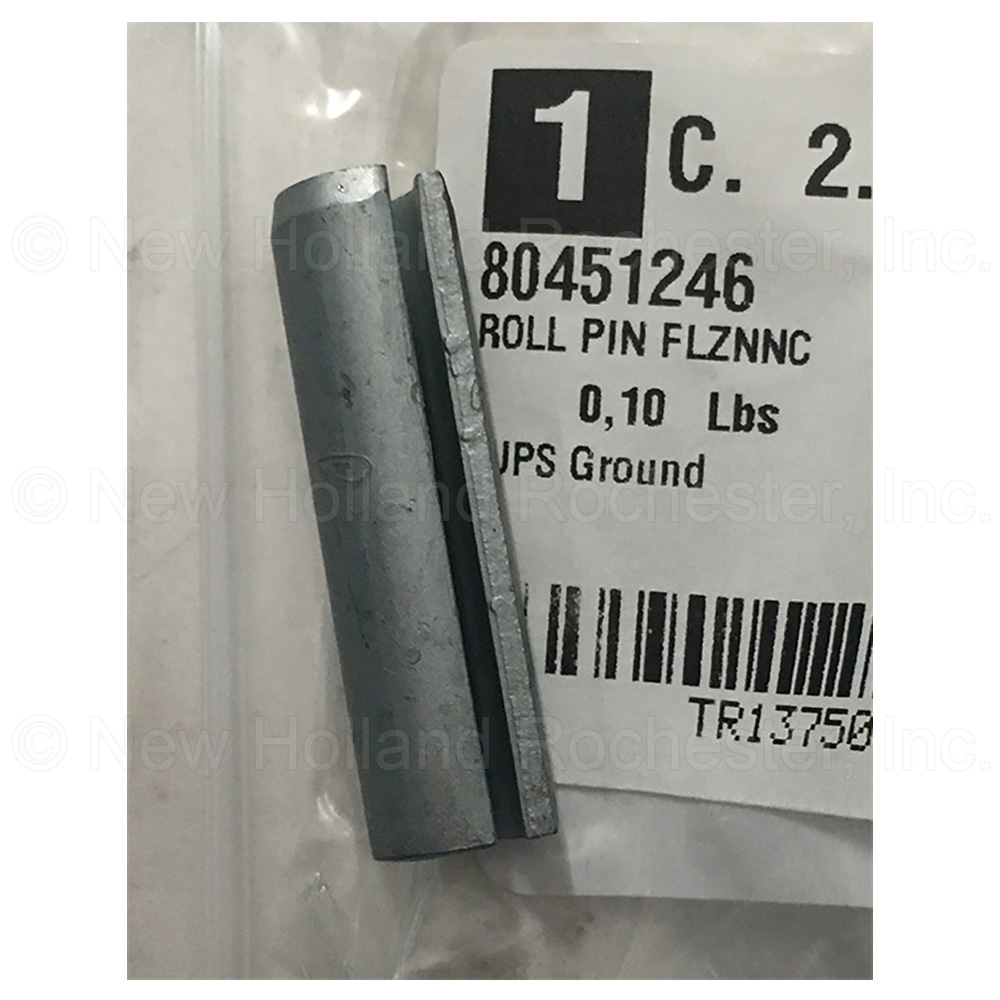 1 C. 2.
80451246
ROLL PIN FLZNNC
0,10 Lbs
UPS Ground
TR13750
© New Holland Rochester, Inc.
© New Holland Rochester, Inc.
© New Holland Rochester, Inc.